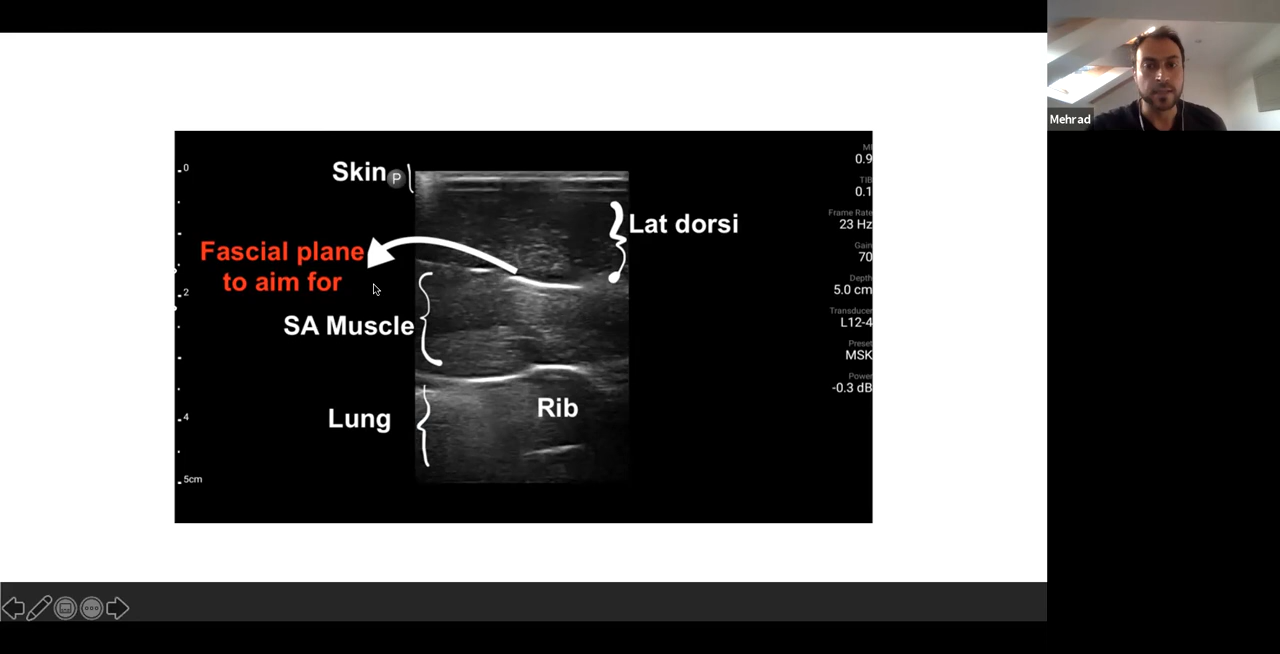 Mehrad
Skin
P
Lat dorsi
Fascial plane
to aim for
SA Muscle
Lung
Rib
0
2
4
5cm
MI
0.9
TIB
0.1
Frame Rate
23 Hz
Gain
70
Depth
5.0 cm
Transducer
L12-4
Preset
MSK
Power
-0.3 dB